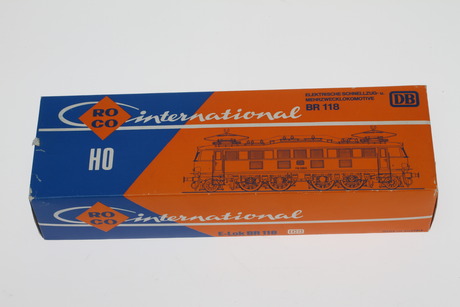 ROCO international
ELEKTRISCHE SCHNELLZUG- u.
MEHRZWECKLOKOMOTIVE
BR 118
DB
HO
ROCO international
E-Lok BR 118